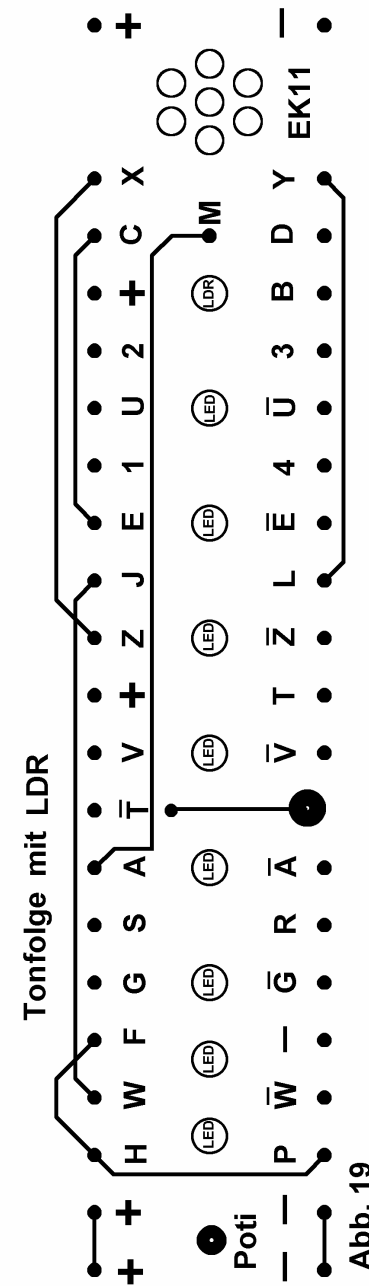 Tonfolge mit LDR
+ + H W F G S A T̅ V + Z J E 1 U 2 + C X +
Poti LED LED LED LED LED LED LED LED LDR M
− − P W̅ − G̅ R A̅ V̅ T Z̅ L E̅ 4 U̅ 3 B D Y EK11 −
Abb. 19